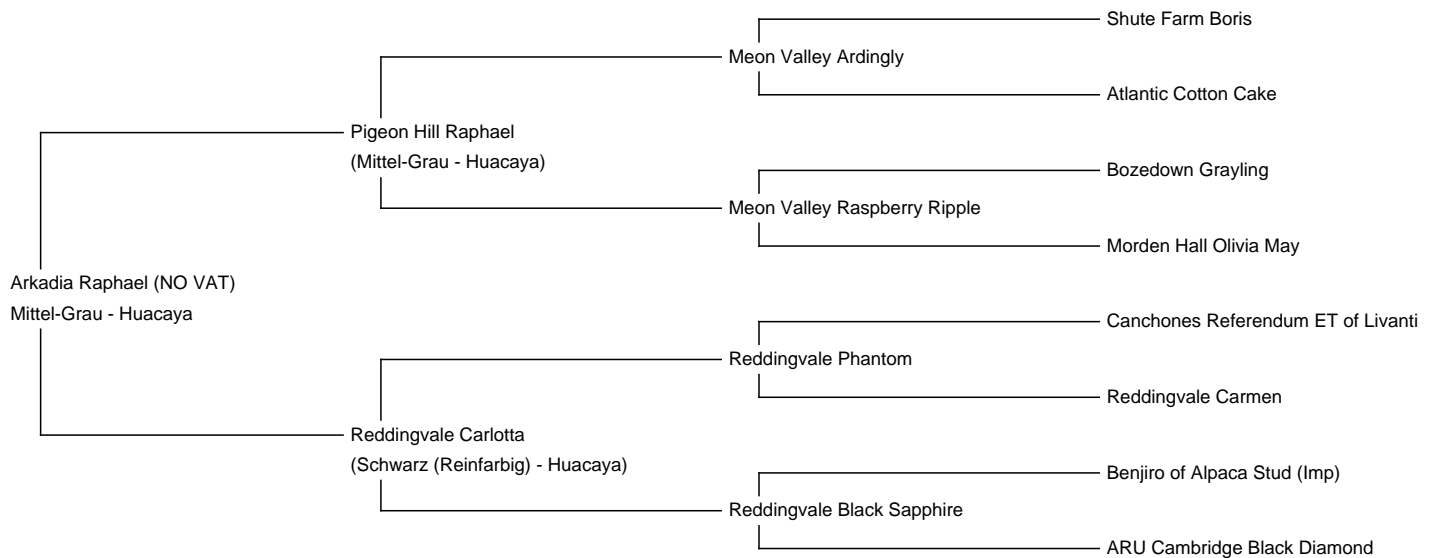 Shute Farm Boris
Meon Valley Ardingly
Atlantic Cotton Cake
Pigeon Hill Raphael
(Mittel-Grau - Huacaya)
Bozedown Grayling
Meon Valley Raspberry Ripple
Morden Hall Olivia May
Arkadia Raphael (NO VAT)
Mittel-Grau - Huacaya
Canchones Referendum ET of Livanti
Reddingvale Phantom
Reddingvale Carmen
Reddingvale Carlotta
(Schwarz (Reinfarbig) - Huacaya)
Benjiro of Alpaca Stud (Imp)
Reddingvale Black Sapphire
ARU Cambridge Black Diamond